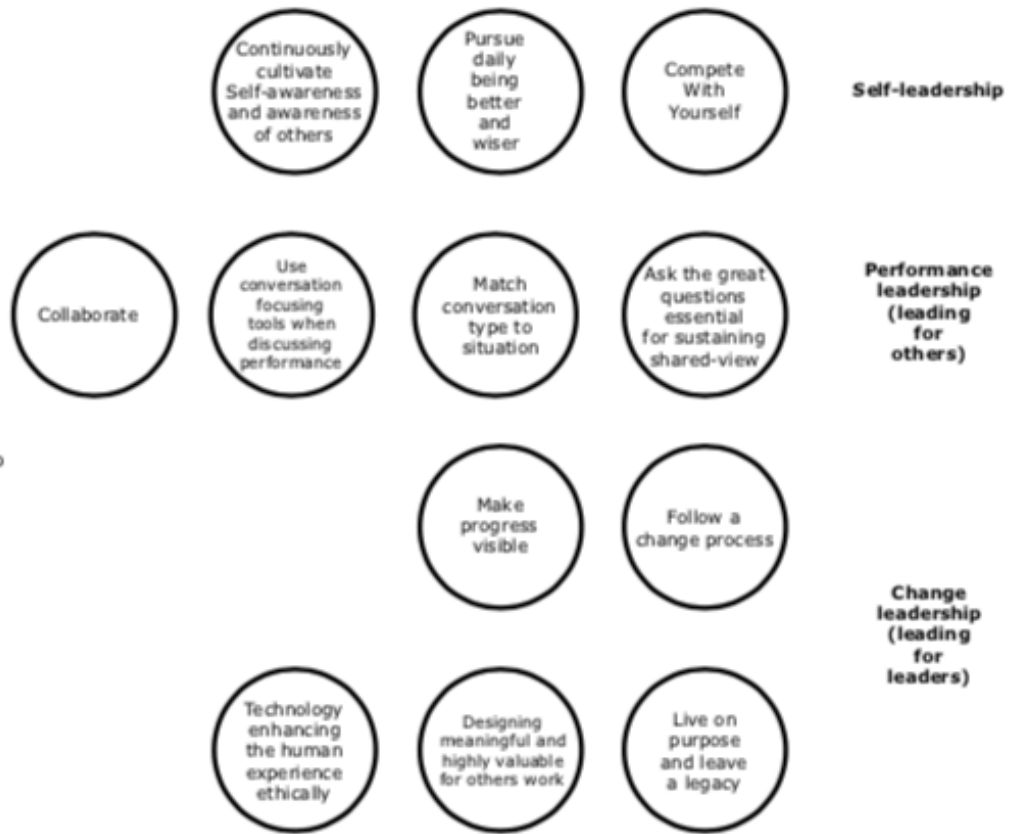 Continuously
cultivate
Self-awareness
and awareness
of others
Pursue
daily
being
better
and
wiser
Compete
With
Yourself
Self-leadership
Collaborate
Use
conversation
focusing
tools when
discussing
performance
Match
conversation
type to
situation
Ask the great
questions
essential
for sustaining
shared-view
Performance
leadership
(leading
for
others)
Make
progress
visible
Follow a
change process
Change
leadership
(leading
for
leaders)
Technology
enhancing
the human
experience
ethically
Designing
meaningful and
highly valuable
for others work
Live on
purpose
and leave
a legacy